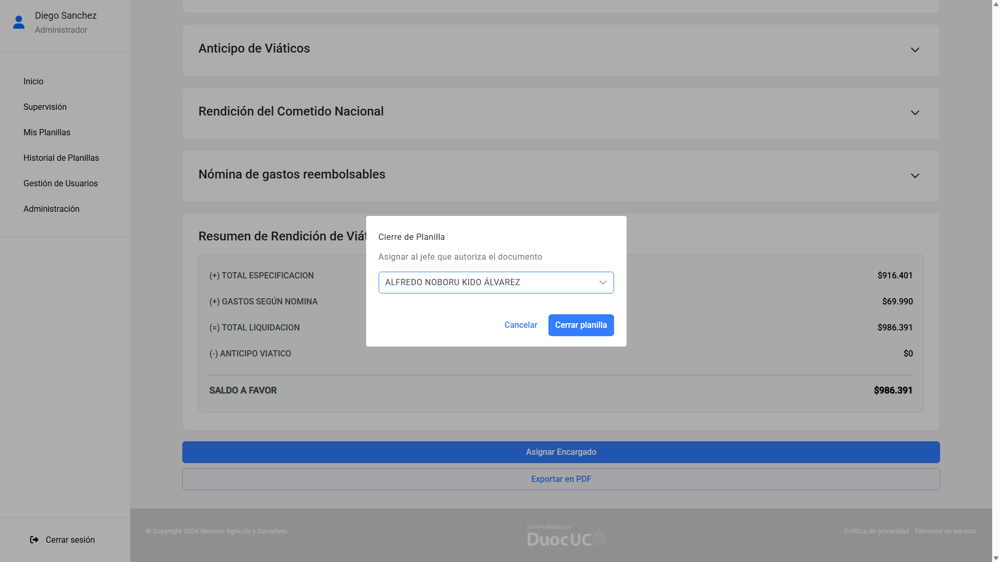 Diego Sanchez
Administrador
Inicio
Supervisión
Mis Planillas
Historial de Planillas
Gestión de Usuarios
Administración
Cerrar sesión
Anticipo de Viáticos
Rendición del Cometido Nacional
Nómina de gastos reembolsables
Resumen de Rendición de Viát
(+) TOTAL ESPECIFICACION $916.401
(+) GASTOS SEGÚN NOMINA $69.990
(=) TOTAL LIQUIDACION $986.391
(-) ANTICIPO VIATICO $0
SALDO A FAVOR $986.391
Cierre de Planilla
Asignar al jefe que autoriza el documento
ALFREDO NOBORU KIDO ÁLVAREZ
Cancelar Cerrar planilla
Asignar Encargado
Exportar en PDF
© Copyright 2024 Servicio Agricola y Ganadero.
Desarrollado por
Duoc UC
Política de privacidad Términos de servicio